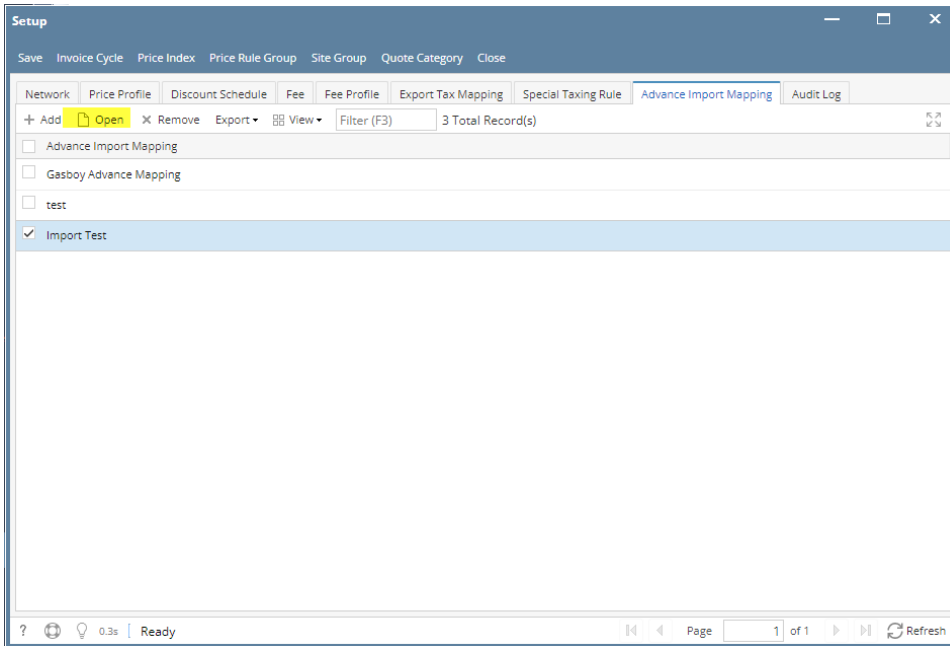 Setup
Save Invoice Cycle Price Index Price Rule Group Site Group Quote Category Close
Network Price Profile Discount Schedule Fee Fee Profile Export Tax Mapping Special Taxing Rule Advance Import Mapping Audit Log
+ Add Open X Remove Export View Filter (F3) 3 Total Record(s)
Advance Import Mapping
Gasboy Advance Mapping
test
Import Test
? 0.3s Ready Page 1 of 1 Refresh